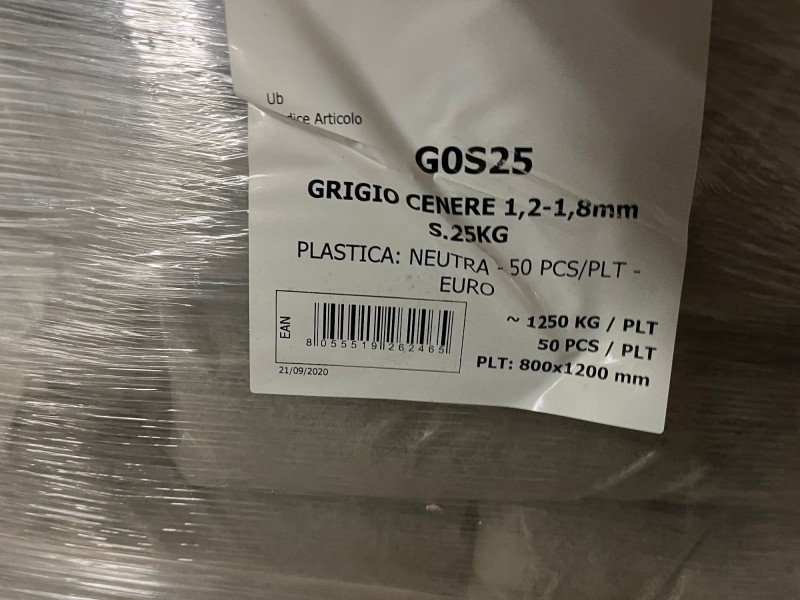 Ub
dice Articolo
G0S25
GRIGIO CENERE 1,2-1,8mm
S.25KG
PLASTICA: NEUTRA - 50 PCS/PLT -
EURO
~ 1250 KG / PLT
50 PCS / PLT
PLT: 800x1200 mm
EAN
8 055519 262465
21/09/2020